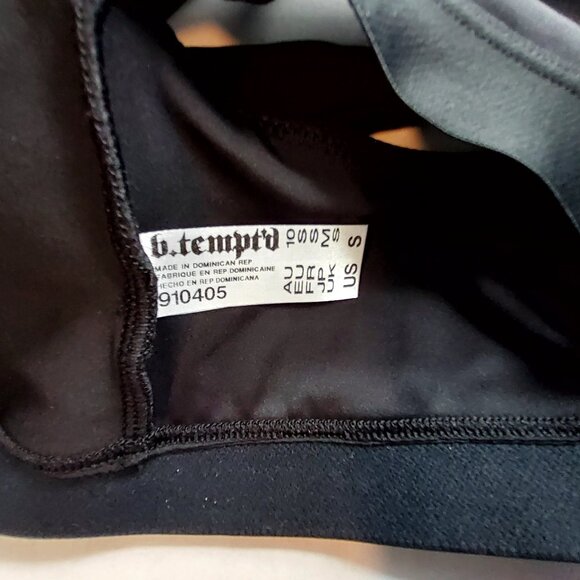 b.tempt'd
MADE IN DOMINICAN REP
FABRIQUE EN REP DOMINICAINE
HECHO EN REP DOMINICANA
910405
AU 10
EU S
FR S
JP M
UK S
US S